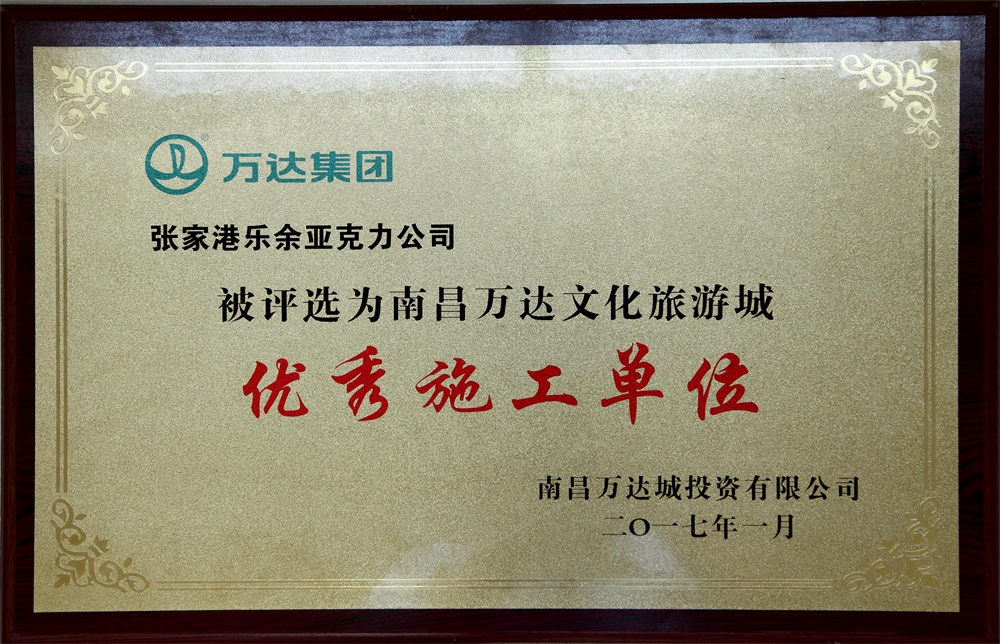 万达集团
张家港乐余亚克力公司
被评选为南昌万达文化旅游城
优秀施工单位
南昌万达城投资有限公司
二〇一七年一月